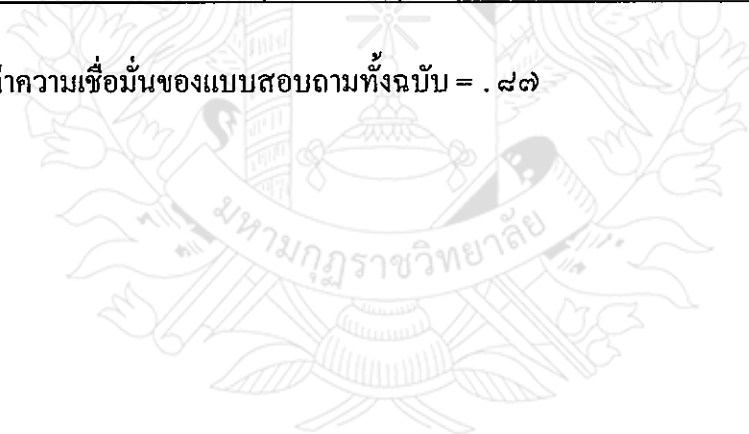 ความเชื่อมั่นของแบบสอบถามทั้งฉบับ = . ๘๗
มหามกุฏราชวิทยาลัย